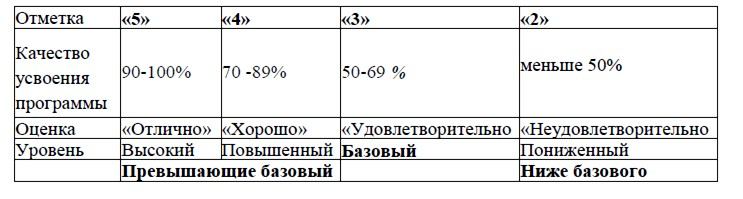 Отметка «5» «4» «3» «2»
Качество усвоения программы 90-100% 70 -89% 50-69 % меньше 50%
Оценка «Отлично» «Хорошо» «Удовлетворительно «Неудовлетворительно
Уровень Высокий Повышенный Базовый Пониженный
Превышающие базовый Ниже базового